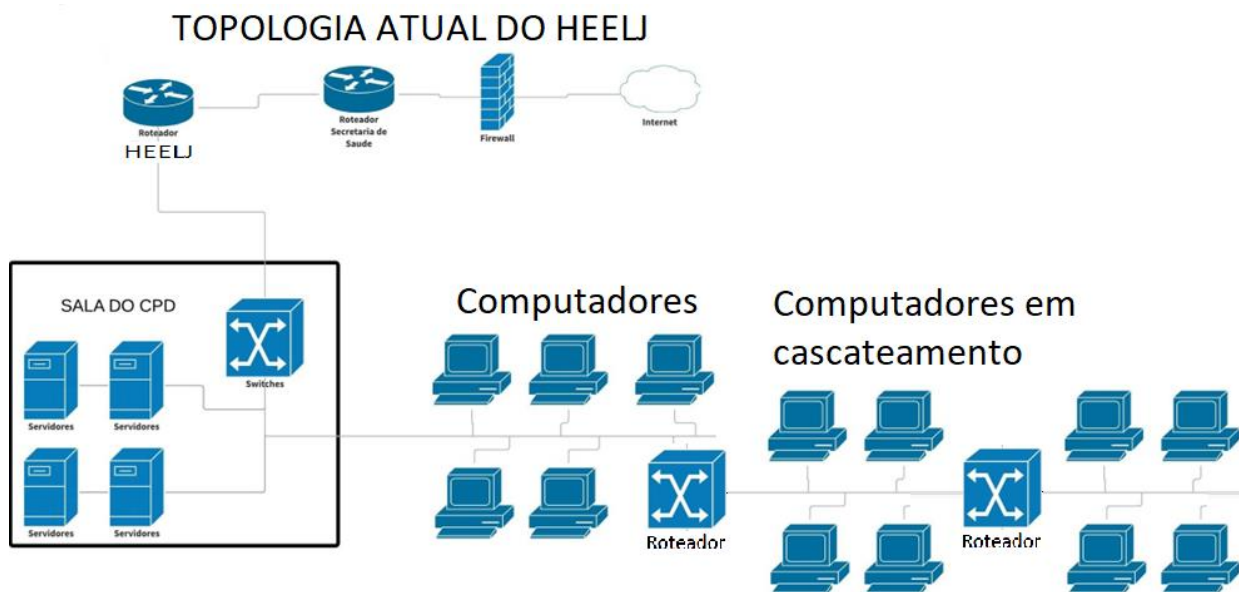 TOPOLOGIA ATUAL DO HEELJ
Roteador
HEELJ
Roteador
Secretaria de
Saude
Firewall
Internet
SALA DO CPD
Switches
Servidores
Servidores
Servidores
Servidores
Computadores
Roteador
Computadores em
cascateamento
Roteador